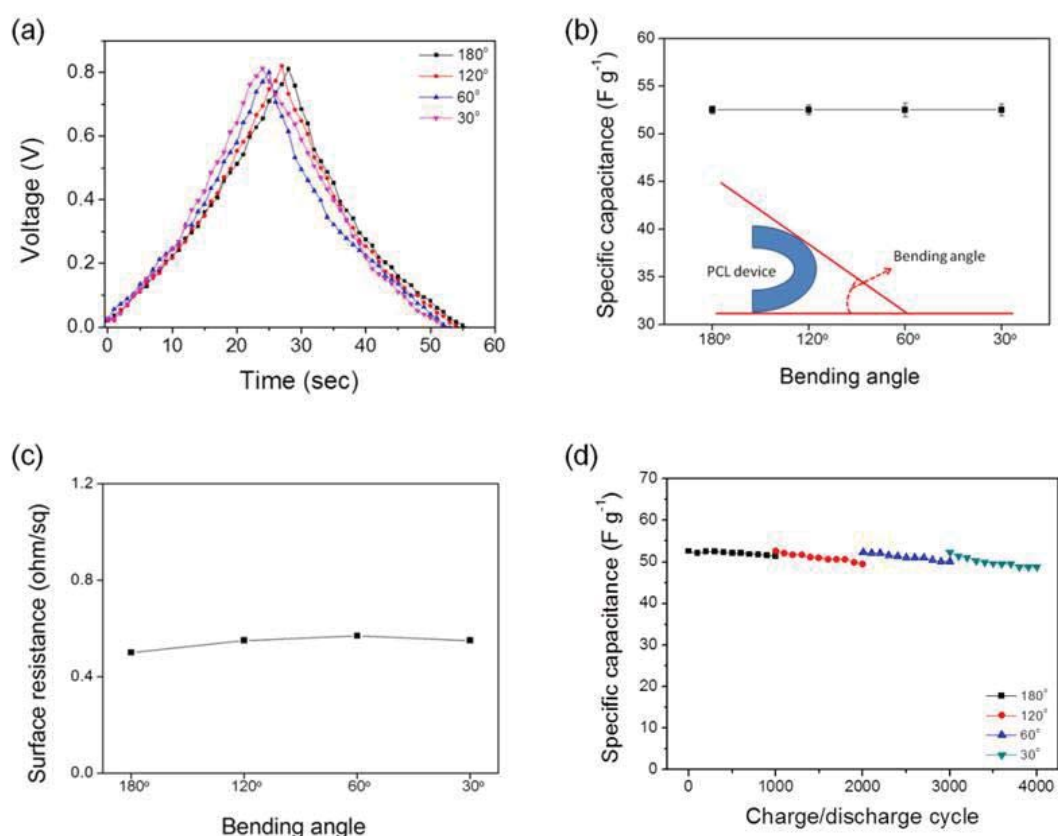 (a)
180°
120°
60°
30°
0.8
0.6
0.4
0.2
0.0
Voltage (V)
0 10 20 30 40 50 60
Time (sec)
(b)
60
55
50
45
40
35
30
Specific capacitance (F g⁻¹)
PCL device
Bending angle
180° 120° 60° 30°
Bending angle
(c)
1.2
0.8
0.4
0.0
Surface resistance (ohm/sq)
180° 120° 60° 30°
Bending angle
(d)
70
60
50
40
30
20
10
0
Specific capacitance (F g⁻¹)
180°
120°
60°
30°
0 1000 2000 3000 4000
Charge/discharge cycle